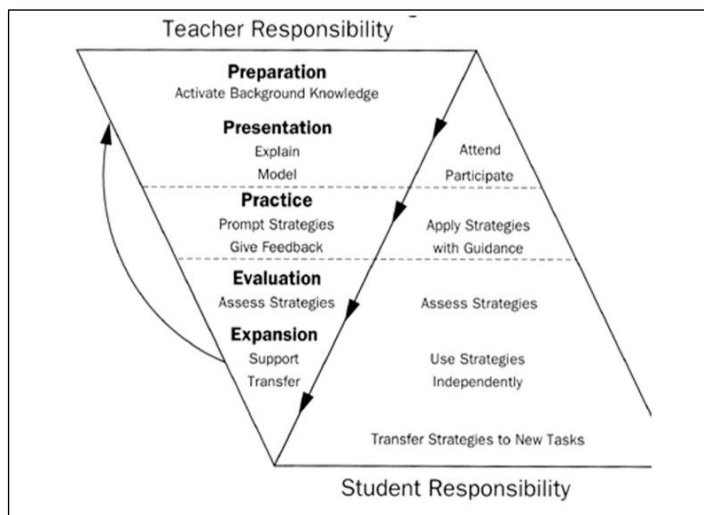 Teacher Responsibility
Preparation
Activate Background Knowledge
Presentation
Explain
Model
Attend
Participate
Practice
Prompt Strategies
Give Feedback
Apply Strategies
with Guidance
Evaluation
Assess Strategies
Assess Strategies
Expansion
Support
Transfer
Use Strategies
Independently
Transfer Strategies to New Tasks
Student Responsibility